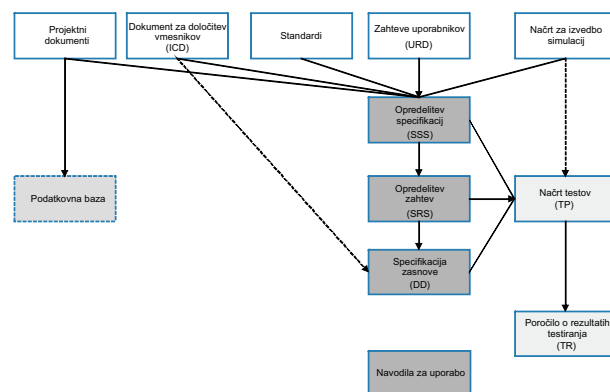 Projektni
dokumenti
Dokument za določitev
vmesnikov
(ICD)
Standardi
Zahteve uporabnikov
(URD)
Načrt za izvedbo
simulacij
Opredelitev
specifikacij
(SSS)
Podatkovna baza
Opredelitev
zahtev
(SRS)
Načrt testov
(TP)
Specifikacija
zasnove
(DD)
Poročilo o rezultatih
testiranja
(TR)
Navodila za uporabo